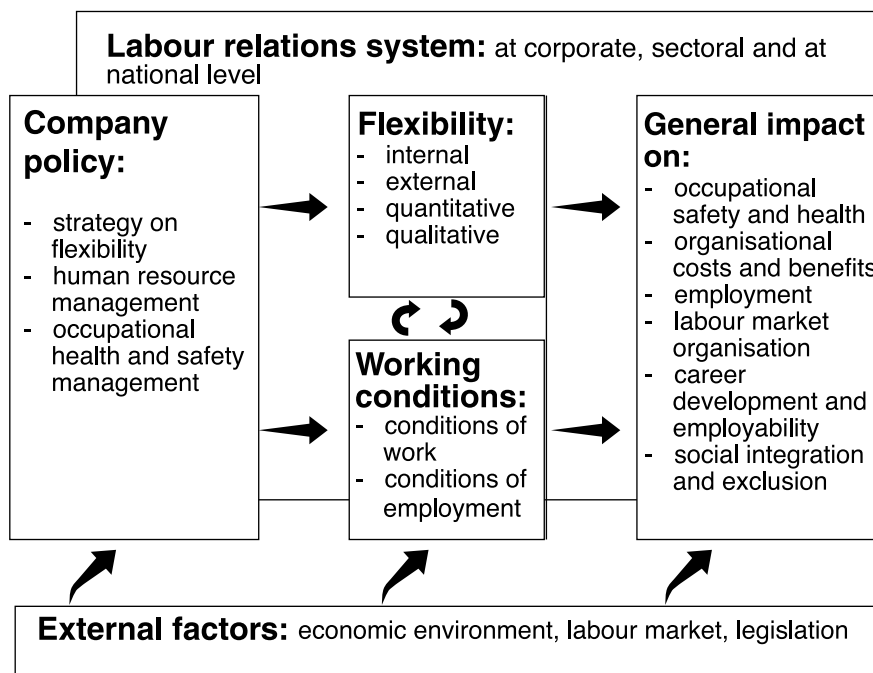 Labour relations system: at corporate, sectoral and at
national level
Company
policy:
- strategy on
flexibility
- human resource
management
- occupational
health and safety
management
Flexibility:
- internal
- external
- quantitative
- qualitative
Working
conditions:
- conditions of
work
- conditions of
employment
General impact
on:
- occupational
safety and health
- organisational
costs and benefits
- employment
- labour market
organisation
- career
development and
employability
- social integration
and exclusion
External factors: economic environment, labour market, legislation